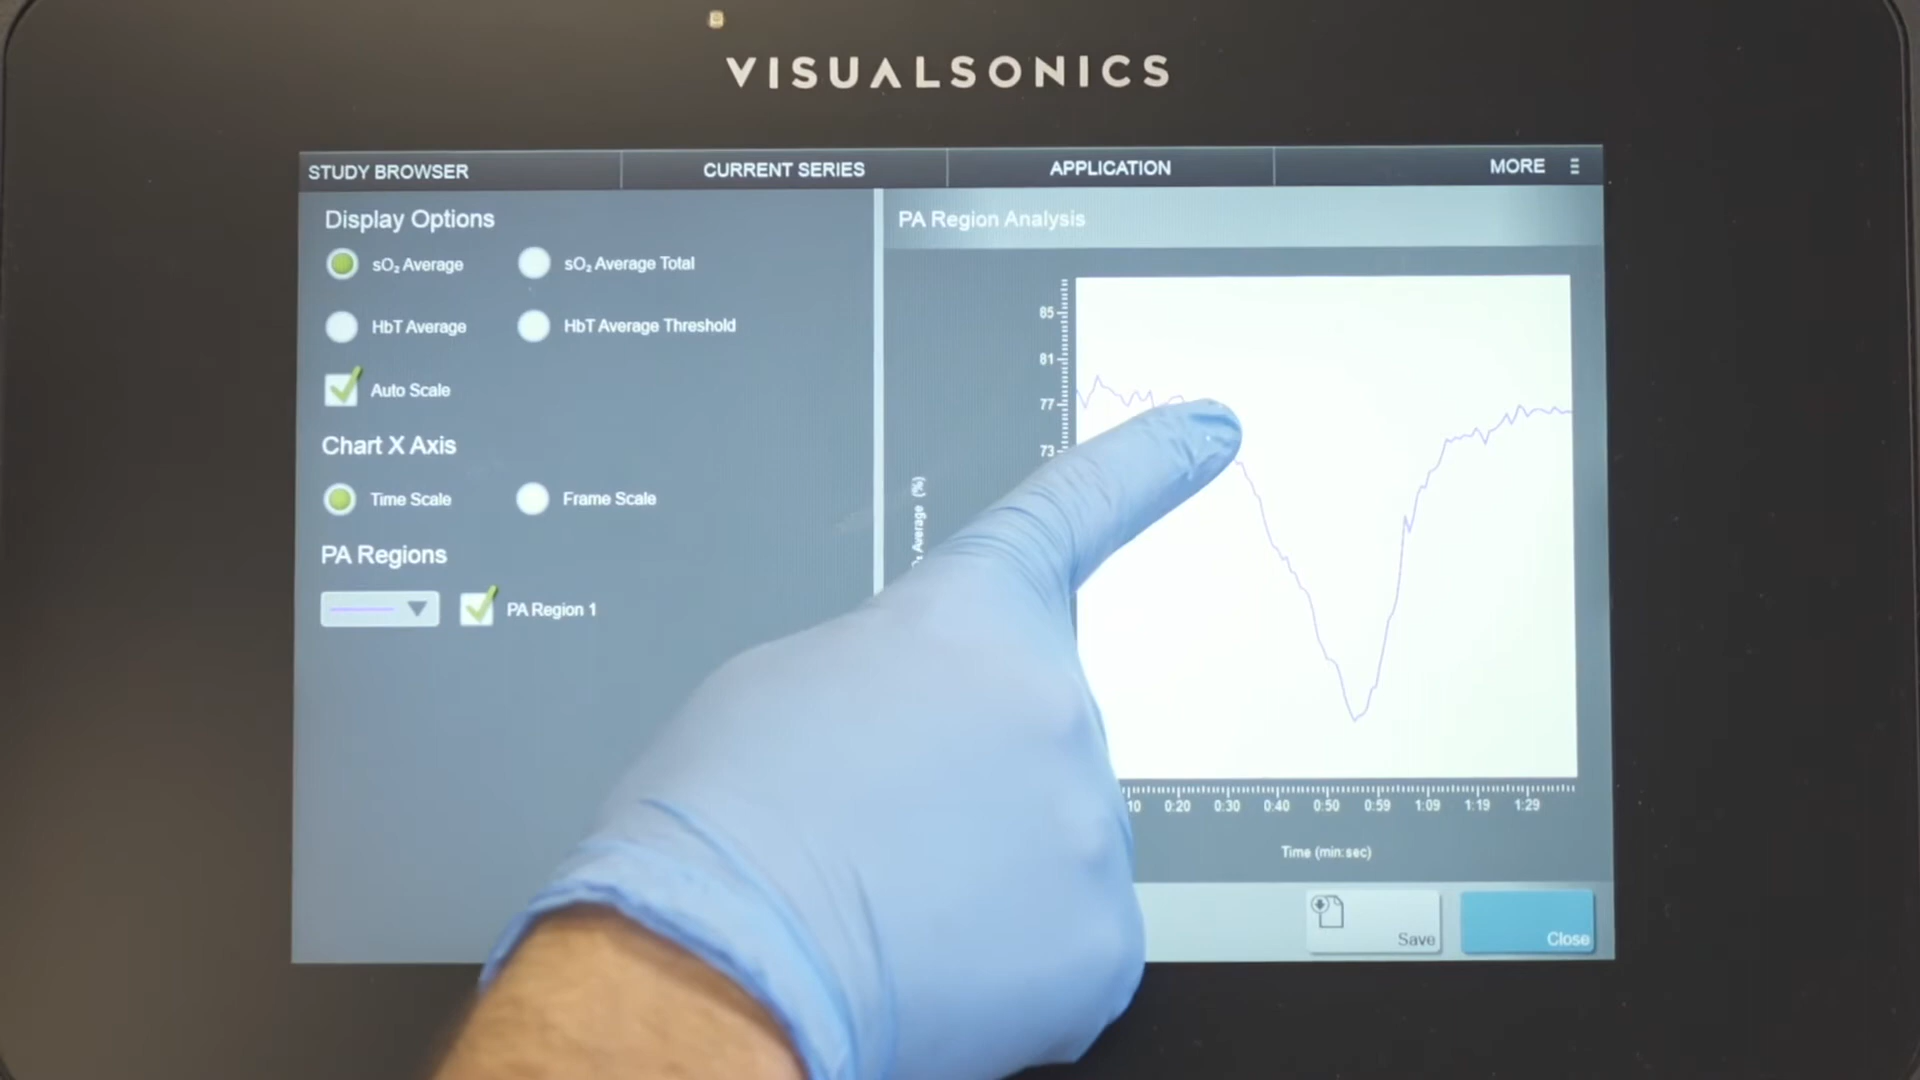 VISUALSONICS
STUDY BROWSER
CURRENT SERIES
APPLICATION
MORE
Display Options
sO₂ Average
sO₂ Average Total
HbT Average
HbT Average Threshold
Auto Scale
Chart X Axis
Time Scale
Frame Scale
PA Regions
PA Region 1
PA Region Analysis
85
81
77
73
Average (%)
10 0:20 0:30 0:40 0:50 0:59 1:09 1:19 1:29
Time (min:sec)
Save
Close